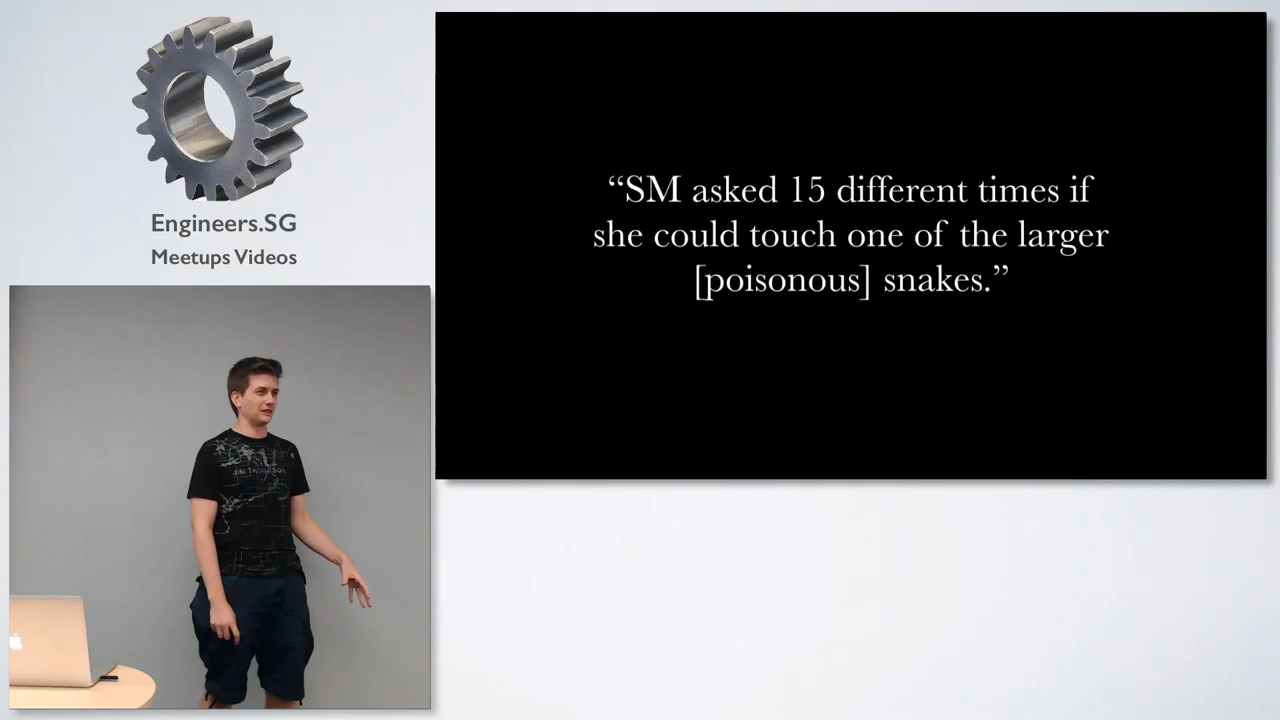 Engineers.SG
Meetups Videos
“SM asked 15 different times if
she could touch one of the larger
[poisonous] snakes.”